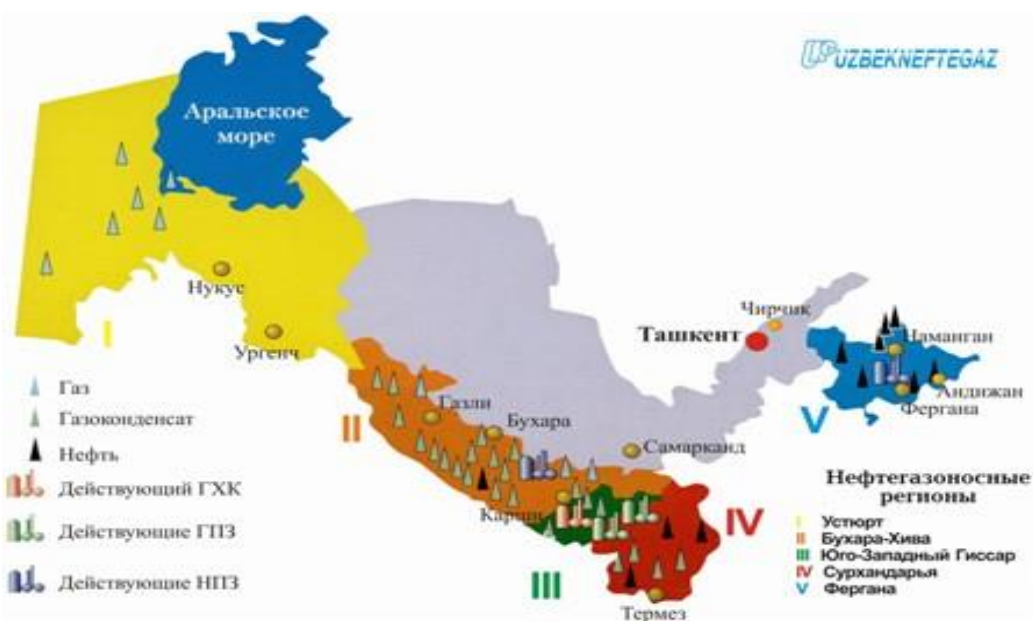 UZBEKNEFTEGAZ
Аральское
море
Нукус
I
Ургенч
Чирчик
Ташкент
Наманган
Андижан
Фергана
V
Газ
Газоконденсат
Нефть
Действующий ГХК
Действующие ГПЗ
Действующие НПЗ
II
Газли
Бухара
Самарканд
Карши
IV
III
Термез
Нефтегазоносные
регионы
I Устюрт
II Бухара-Хива
III Юго-Западный Гиссар
IV Сурхандарья
V Фергана